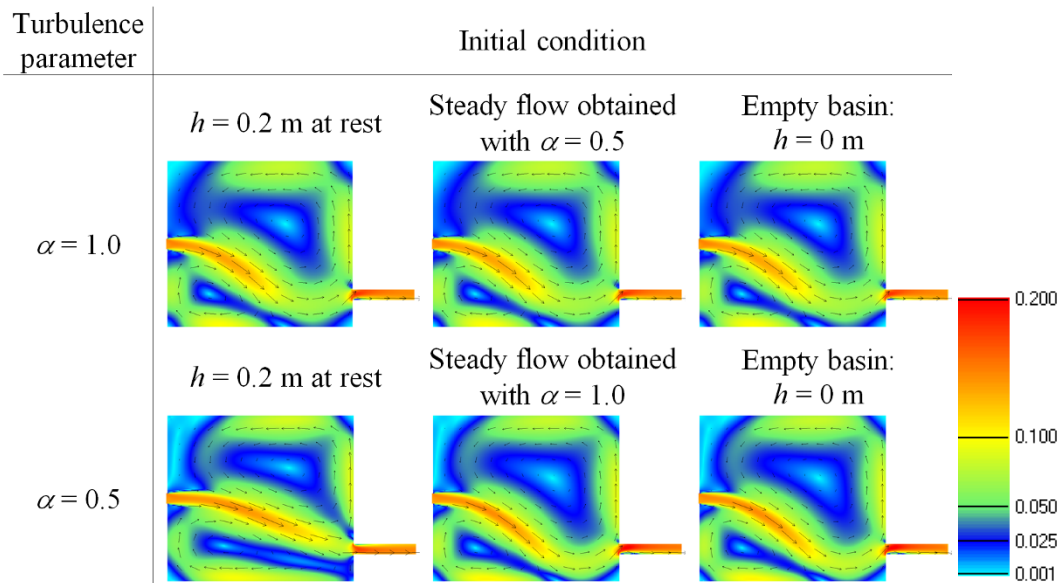 Turbulence
parameter
Initial condition
h = 0.2 m at rest
Steady flow obtained
with α = 0.5
Empty basin:
h = 0 m
α = 1.0
h = 0.2 m at rest
Steady flow obtained
with α = 1.0
Empty basin:
h = 0 m
α = 0.5
0.200
0.100
0.050
0.025
0.001